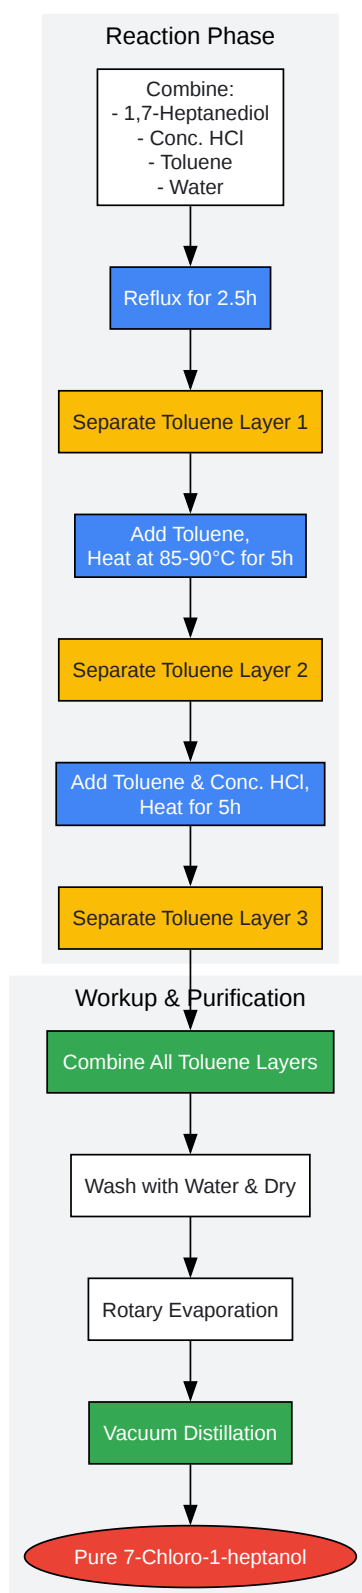 Reaction Phase
Combine:
- 1,7-Heptanediol
- Conc. HCl
- Toluene
- Water
Reflux for 2.5h
Separate Toluene Layer 1
Add Toluene,
Heat at 85-90°C for 5h
Separate Toluene Layer 2
Add Toluene & Conc. HCl,
Heat for 5h
Separate Toluene Layer 3
Workup & Purification
Combine All Toluene Layers
Wash with Water & Dry
Rotary Evaporation
Vacuum Distillation
Pure 7-Chloro-1-heptanol